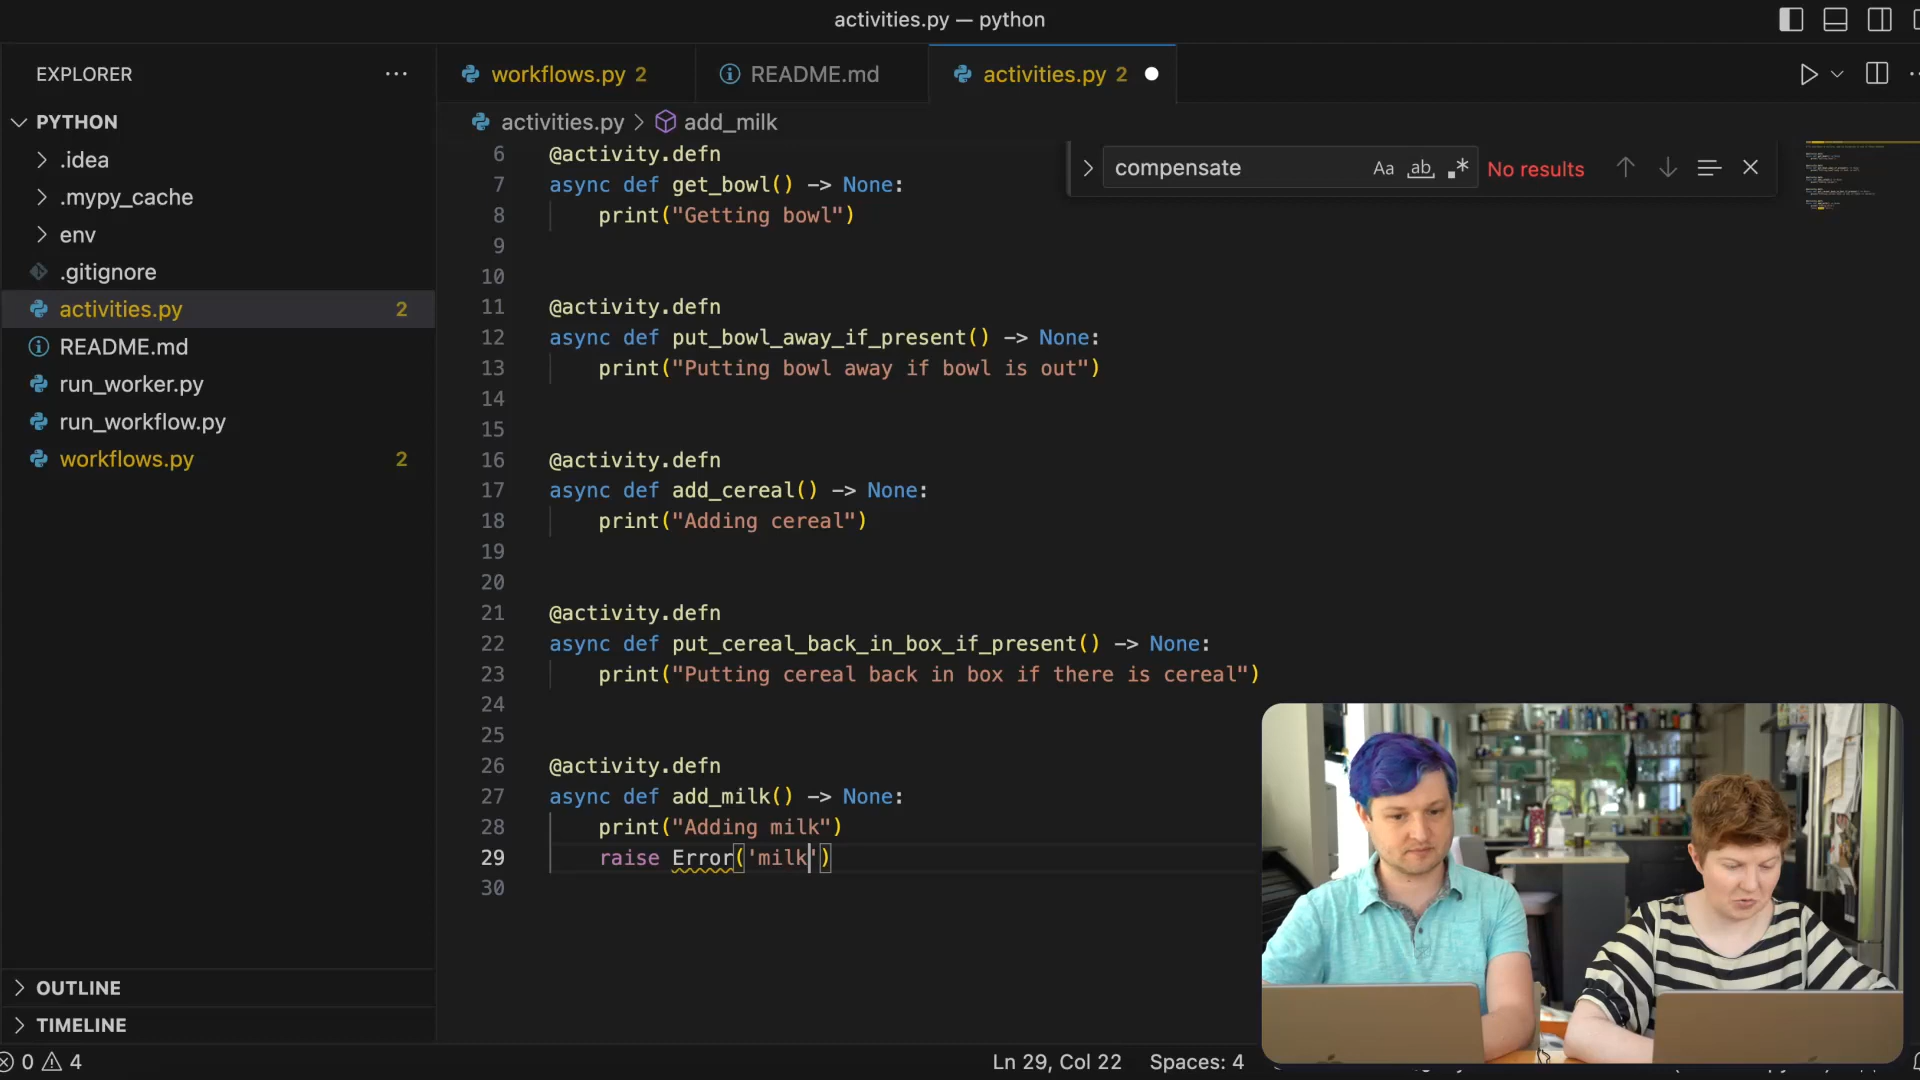 activities.py — python
EXPLORER
workflows.py 2
README.md
activities.py 2
PYTHON
.idea
.mypy_cache
env
.gitignore
activities.py 2
README.md
run_worker.py
run_workflow.py
workflows.py 2
OUTLINE
TIMELINE
activities.py > add_milk
compensate
Aa
ab
No results
6 @activity.defn
7 async def get_bowl() -> None:
8 print("Getting bowl")
9
10
11 @activity.defn
12 async def put_bowl_away_if_present() -> None:
13 print("Putting bowl away if bowl is out")
14
15
16 @activity.defn
17 async def add_cereal() -> None:
18 print("Adding cereal")
19
20
21 @activity.defn
22 async def put_cereal_back_in_box_if_present() -> None:
23 print("Putting cereal back in box if there is cereal")
24
25
26 @activity.defn
27 async def add_milk() -> None:
28 print("Adding milk")
29 raise Error('milk')
30
0 4
Ln 29, Col 22
Spaces: 4